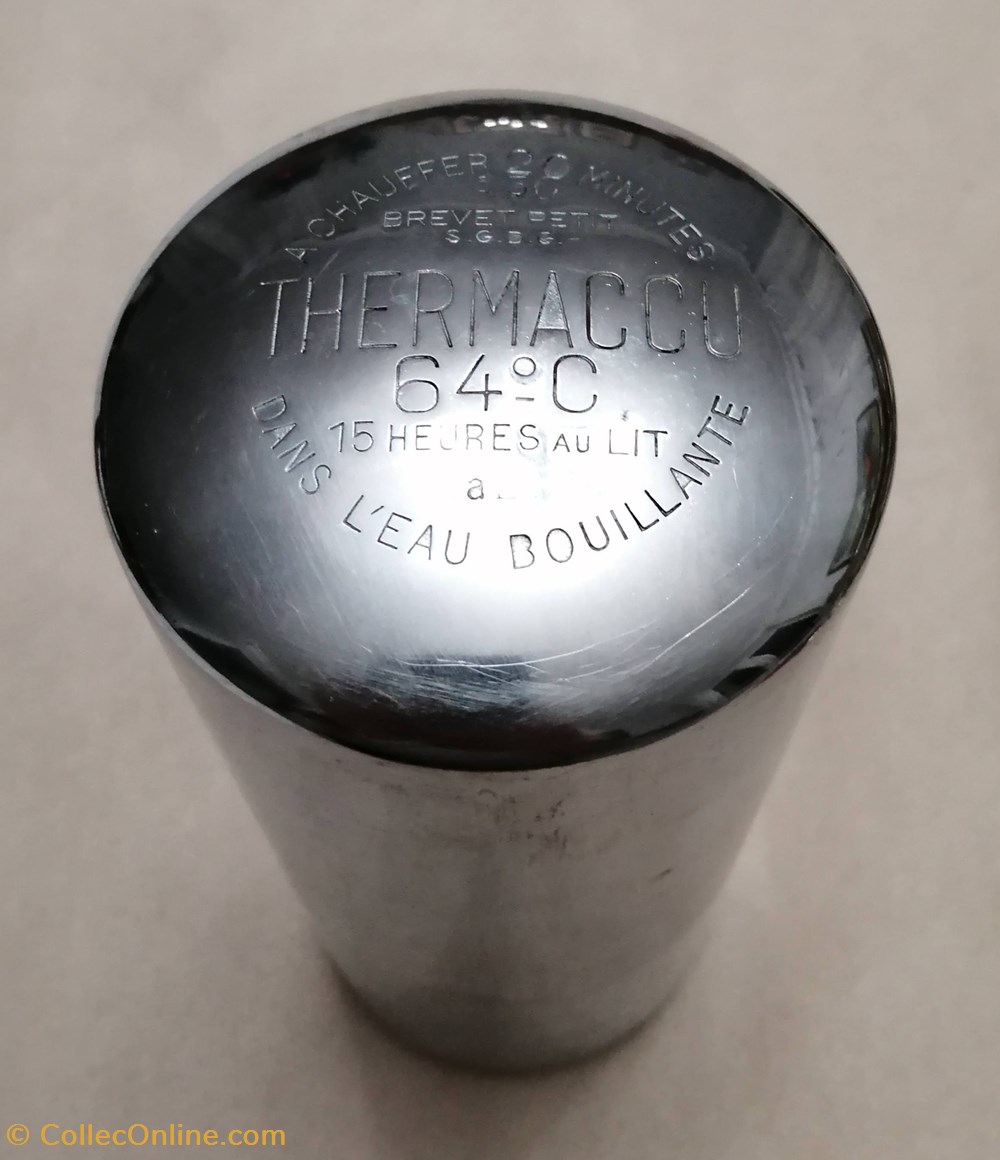 A CHAUFFER 20 MINUTES
BREVET PETIT
S.G.D.G.
THERMACCU
64°C
15 HEURES AU LIT
DANS L'EAU BOUILLANTE
© CollecOnline.com